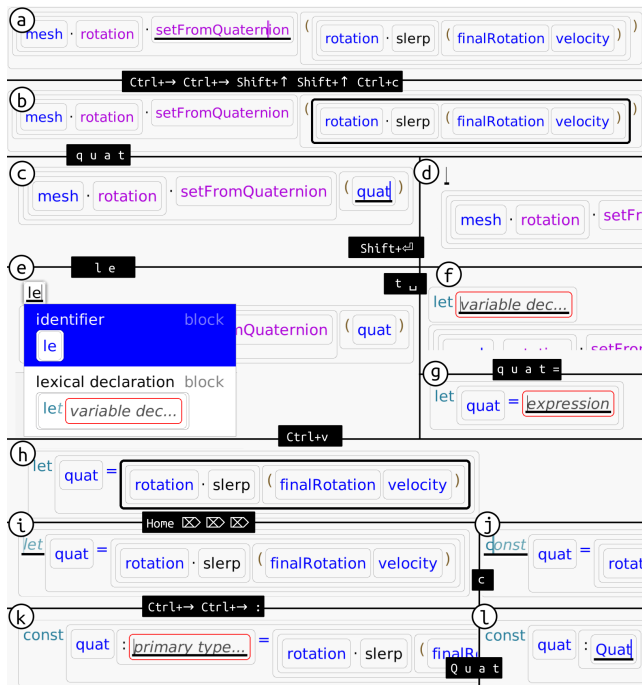 a
mesh · rotation · setFromQuaternion ( rotation · slerp ( finalRotation velocity ) )
Ctrl+→ Ctrl+→ Shift+↑ Shift+↑ Ctrl+c
b
mesh · rotation · setFromQuaternion ( rotation · slerp ( finalRotation velocity ) )
q u a t
c
mesh · rotation · setFromQuaternion ( quat )
Shift+⏎
d
mesh · rotation · setFr
l e
e
le
identifier block
le
mQuaternion ( quat )
lexical declaration block
let variable dec...
t ␣
f
let variable dec...
q u a t =
g
let quat = expression
Ctrl+v
h
let quat = rotation · slerp ( finalRotation velocity )
Home ⌦ ⌦ ⌦
i
let quat = rotation · slerp ( finalRotation velocity )
c
j
const quat = rotat
Ctrl+→ Ctrl+→ :
k
const quat : primary type... = rotation · slerp ( finalR
Q u a t
l
const quat : Quat